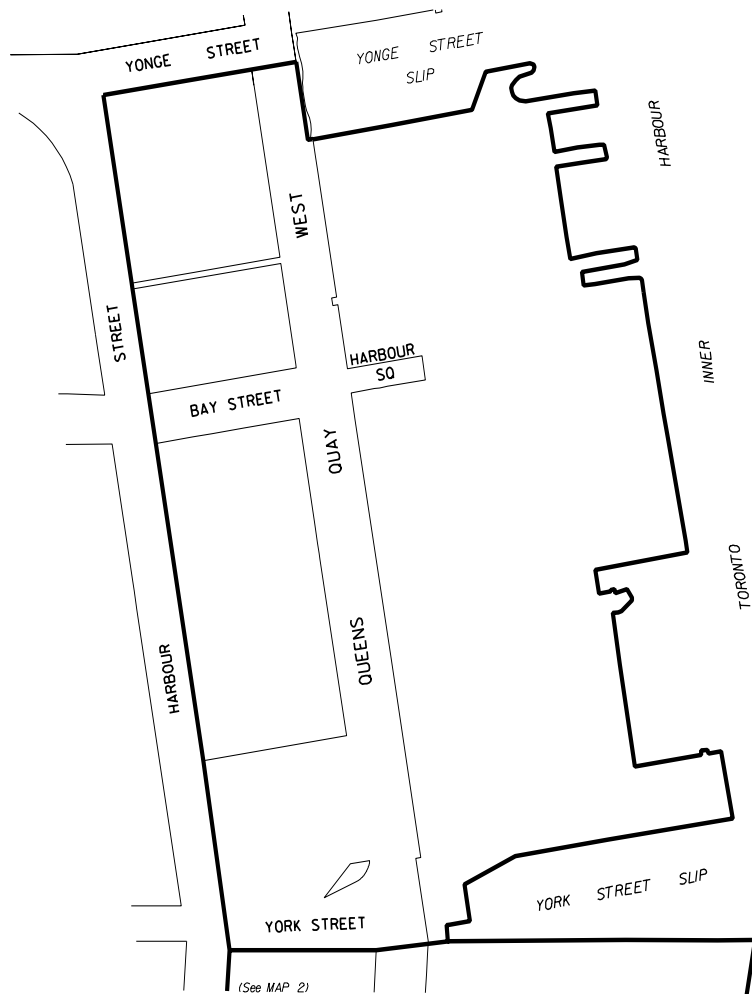 YONGE STREET
YONGE STREET
SLIP
HARBOUR
WEST
STREET
INNER
HARBOUR
SQ
BAY STREET
QUAY
TORONTO
QUEENS
HARBOUR
YORK STREET SLIP
YORK STREET
(See MAP 2)